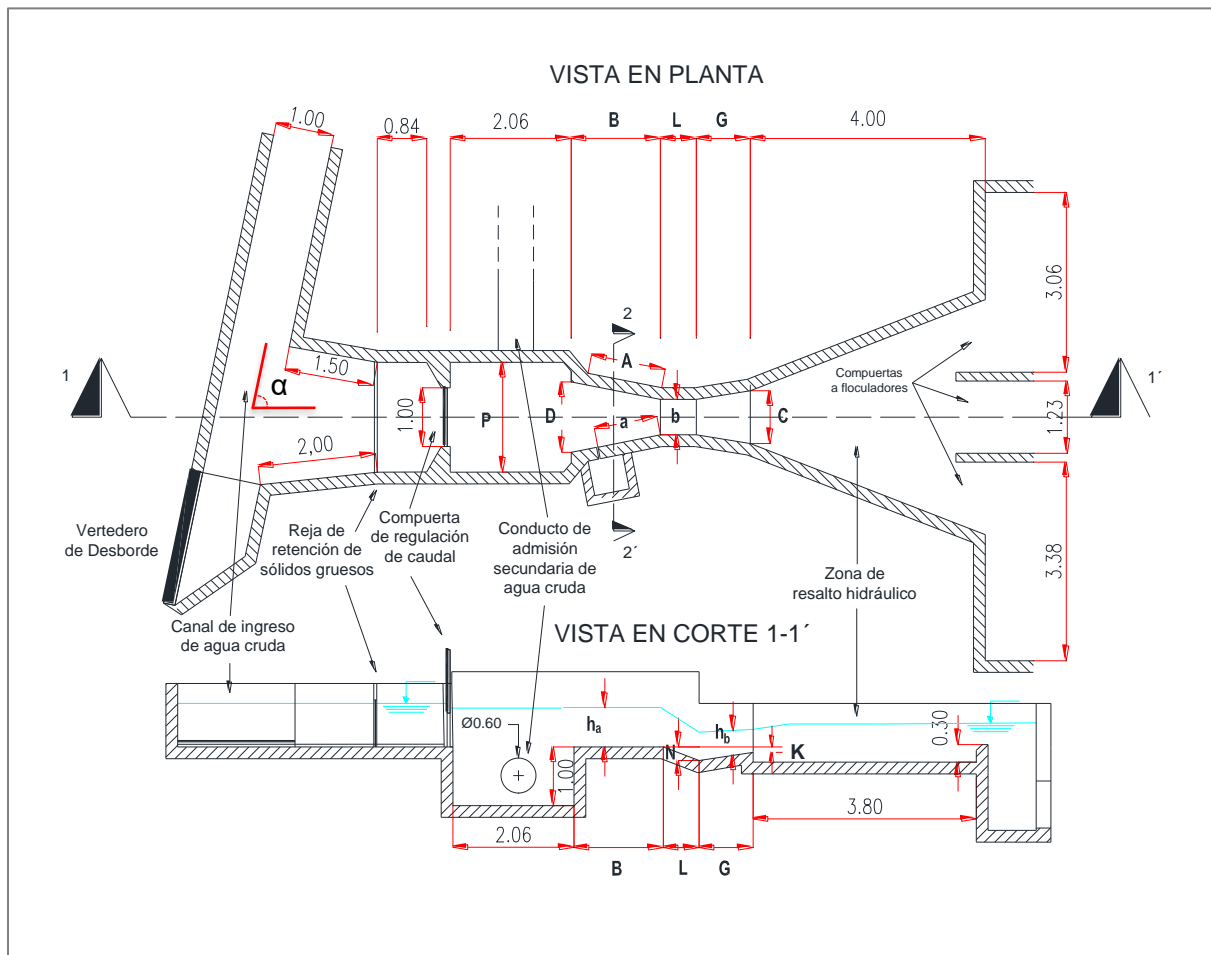 VISTA EN PLANTA
1.00
0.84
2.06
B
L
G
4.00
3.06
2
A
1
1.50
α
1.00
P
D
a
b
C
Compuertas
a floculadores
1.23
1´
2,00
Vertedero
de Desborde
Reja de
retención de
sólidos gruesos
Compuerta
de regulación
de caudal
Conducto de
admisión
secundaria de
agua cruda
2´
Zona de
resalto hidráulico
3.38
Canal de ingreso
de agua cruda
VISTA EN CORTE 1-1´
Ø0.60
ha
hb
N
K
0.30
1.00
2.06
B
L
G
3.80